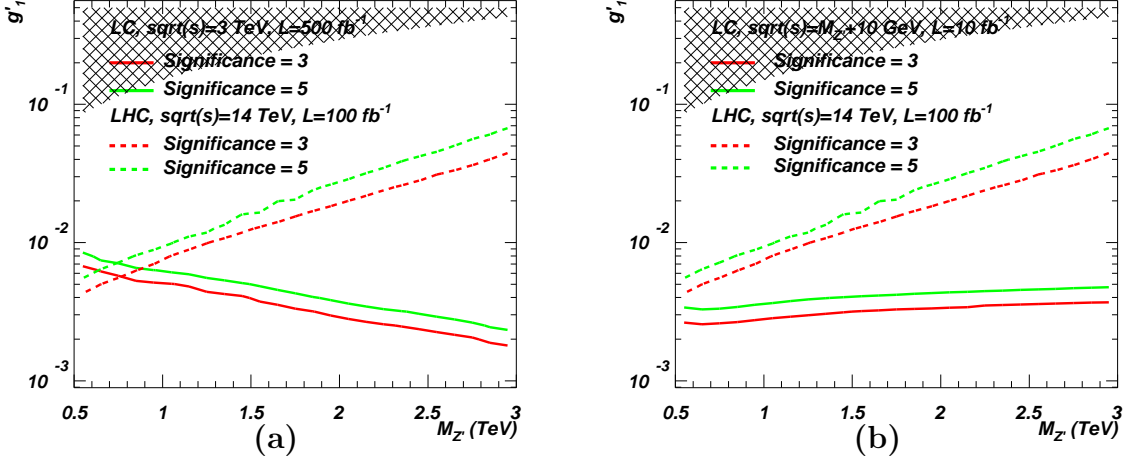 g'1
LC, sqrt(s)=3 TeV, L=500 fb-1
Significance = 3
Significance = 5
LHC, sqrt(s)=14 TeV, L=100 fb-1
Significance = 3
Significance = 5
10-1
10-2
10-3
0.5 1 1.5 2 2.5 3
MZ' (TeV)
(a)
g'1
LC, sqrt(s)=MZ'+10 GeV, L=10 fb-1
Significance = 3
Significance = 5
LHC, sqrt(s)=14 TeV, L=100 fb-1
Significance = 3
Significance = 5
10-1
10-2
10-3
0.5 1 1.5 2 2.5 3
MZ' (TeV)
(b)